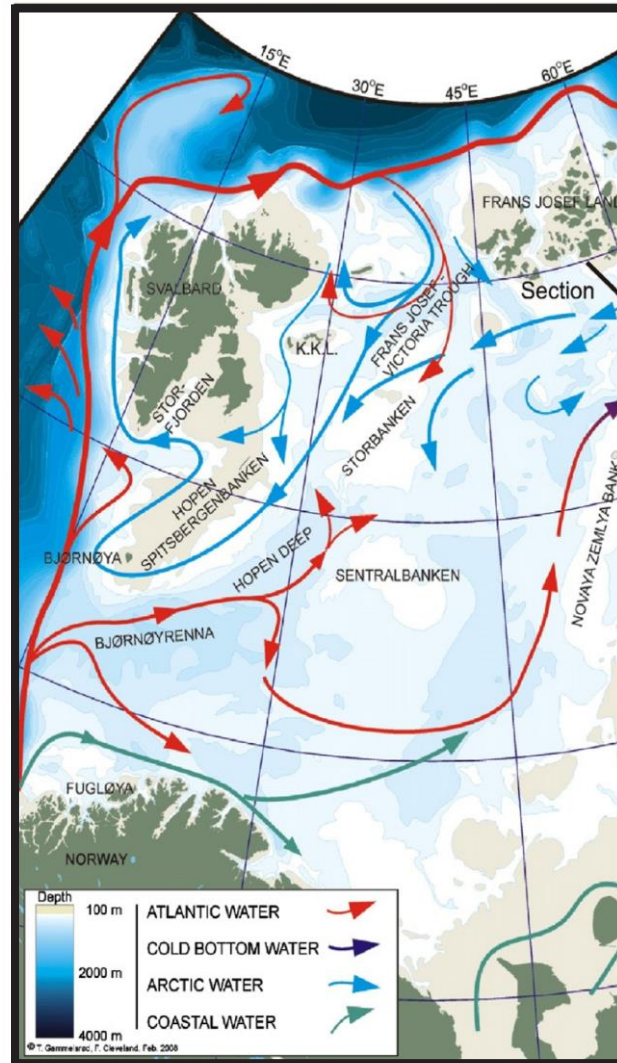 15°E
30°E
45°E
60°E
FRANS JOSEF LAND
SVALBARD
Section
FRANS JOSEF -
VICTORIA TROUGH
K.K.L.
STOR-
FJORDEN
STORBANKEN
HOPEN
SPITSBERGENBANKEN
NOVAYA ZEMLYA BANK
BJØRNØYA
HOPEN DEEP
SENTRALBANKEN
BJØRNØYRENNA
FUGLØYA
NORWAY
Depth
100 m
2000 m
4000 m
ATLANTIC WATER
COLD BOTTOM WATER
ARCTIC WATER
COASTAL WATER
© T. Gammelsrød, F. Cleveland, Feb. 2008